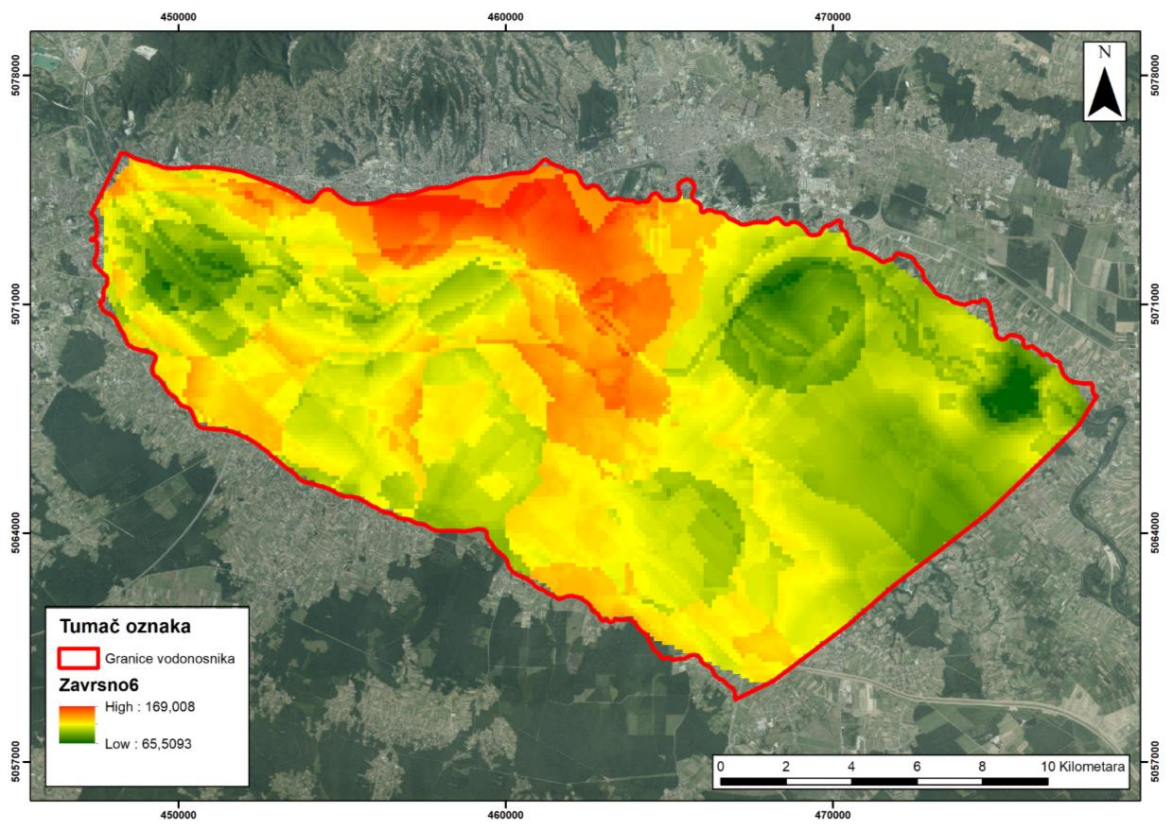 450000
460000
470000
5078000
5078000
N
5071000
5071000
5064000
5064000
5057000
5057000
Tumač oznaka
Granice vodonosnika
Zavrsno6
High : 169,008
Low : 65,5093
0 2 4 6 8 10 Kilometara
450000
460000
470000